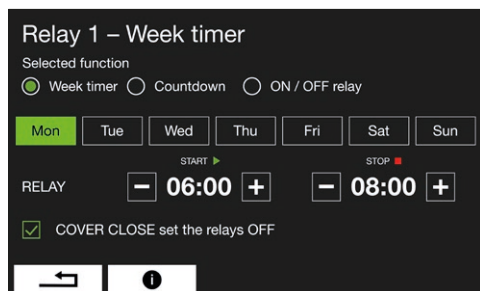 Relay 1 – Week timer
Selected function
Week timer Countdown ON / OFF relay
Mon Tue Wed Thu Fri Sat Sun
START STOP
RELAY − 06:00 + − 08:00 +
COVER CLOSE set the relays OFF